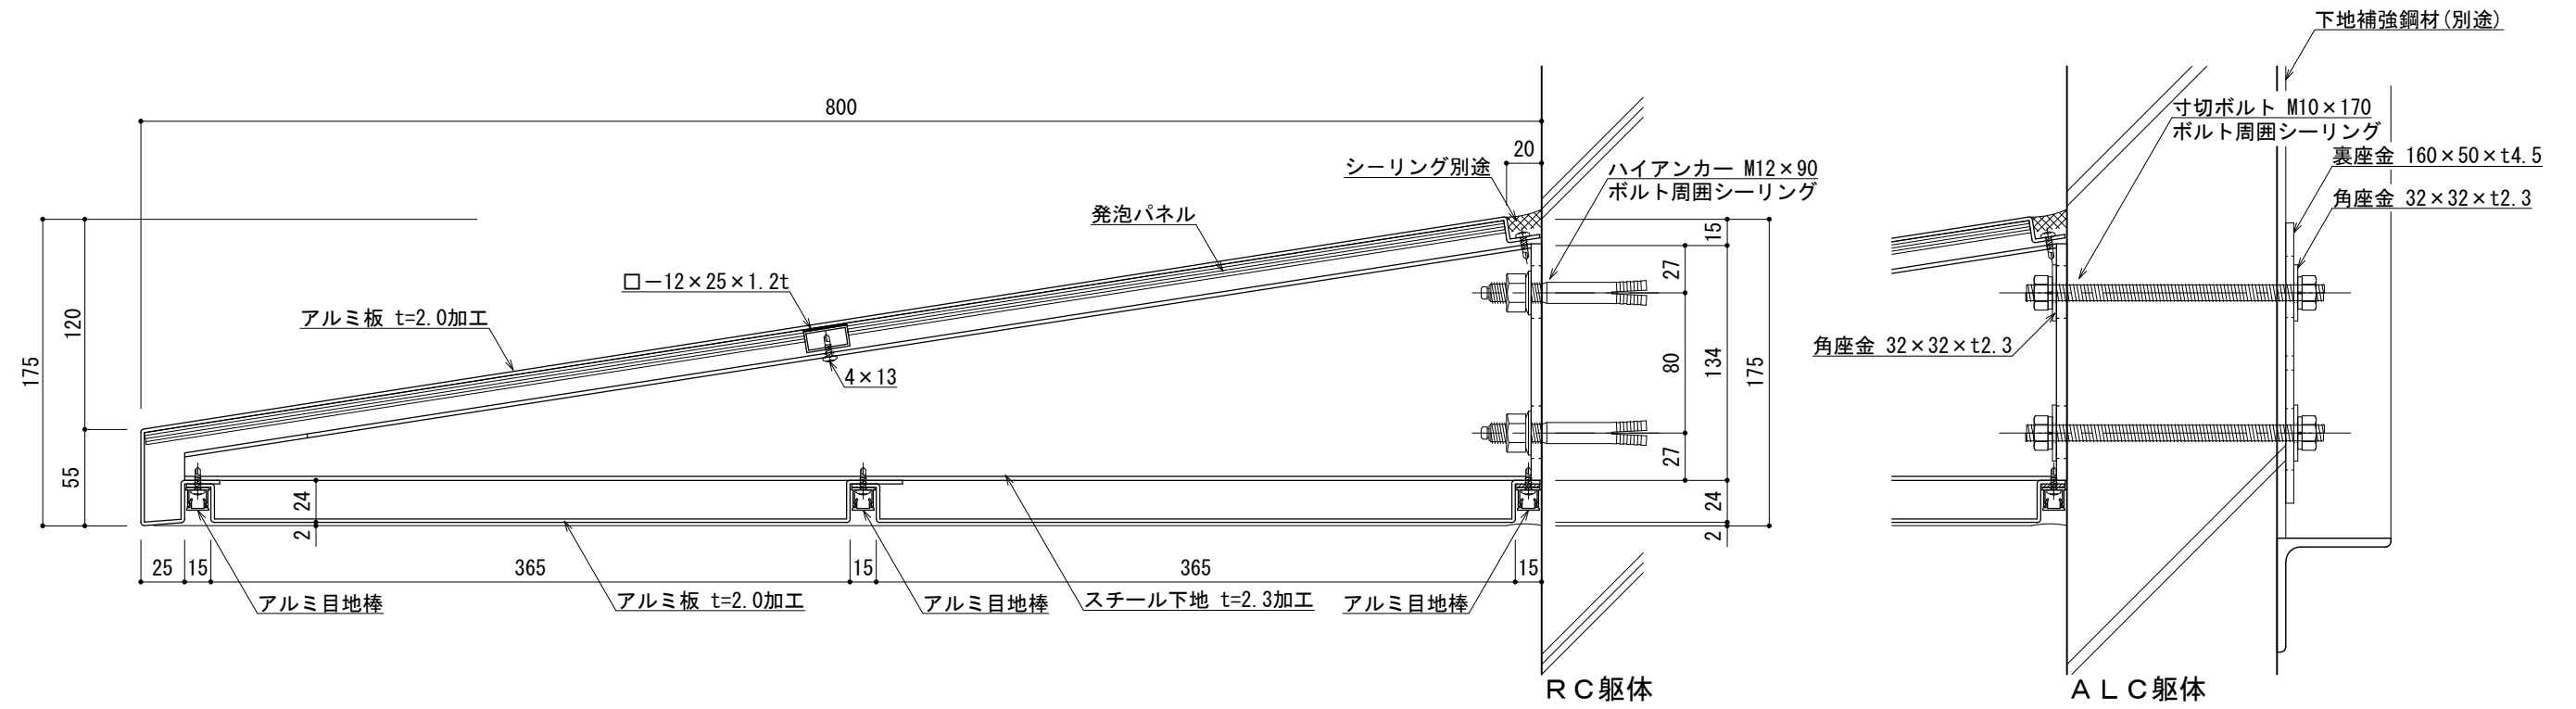 下地補強鋼材(別途)
800
寸切ボルト M10×170
ボルト周囲シーリング
20
シーリング別途
ハイアンカー M12×90
ボルト周囲シーリング
裏座金 160×50×t4.5
角座金 32×32×t2.3
発泡パネル
15
27
□－12×25×1.2t
アルミ板 t=2.0加工
120
175
角座金 32×32×t2.3
80
134
175
4×13
55
27
24
24
2
2
25
15
365
15
365
15
アルミ目地棒
アルミ板 t=2.0加工
アルミ目地棒
スチール下地 t=2.3加工
アルミ目地棒
ＲＣ躯体
ＡＬＣ躯体